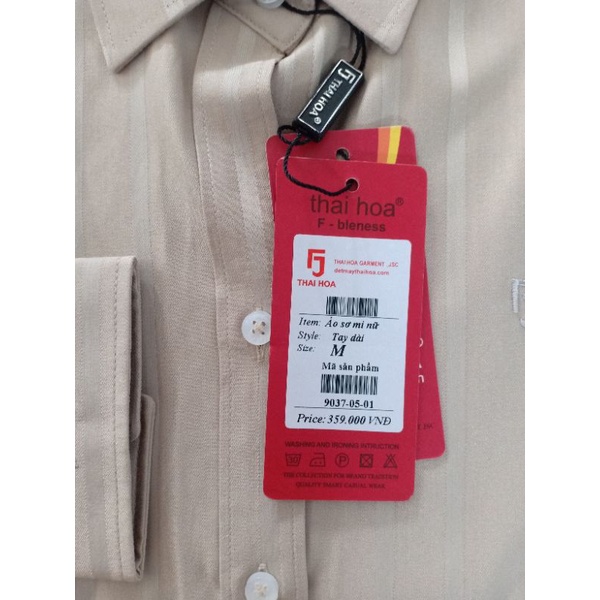 THAI HOA®
thai hoa®
F - bleness
THAI HOA GARMENT .,JSC
detmaythaihoa.com
THAI HOA
Item: Áo sơ mi nữ
Style: Tay dài
Size: M
Mã sản phẩm
9037-05-01
Price: 359.000 VNĐ
WASHING AND IRONING INTRUCTION